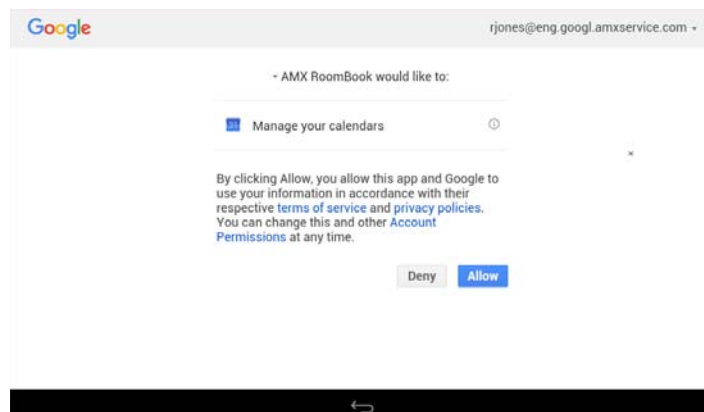 Google
rjones@eng.googl.amxservice.com
- AMX RoomBook would like to:
31
Manage your calendars
By clicking Allow, you allow this app and Google to
use your information in accordance with their
respective terms of service and privacy policies.
You can change this and other Account
Permissions at any time.
Deny
Allow